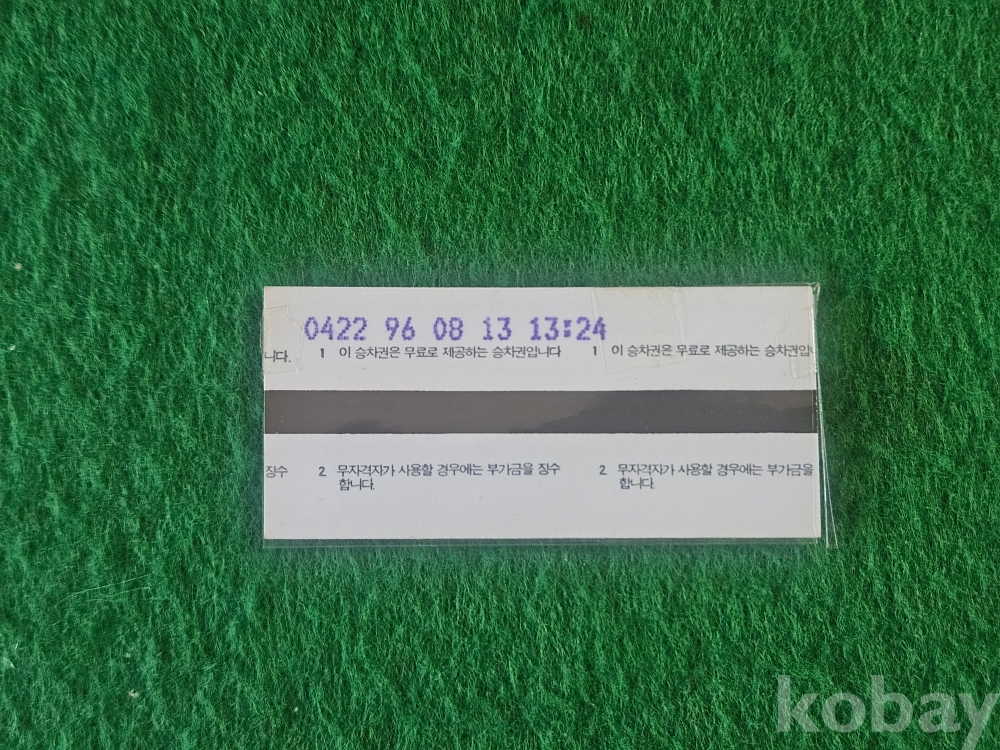 0422 96 08 13 13:24
니다. 1 이 승차권은 무료로 제공하는 승차권입니다 1 이 승차권은 무료로 제공하는 승차권입니
징수 2 무자격자가 사용할 경우에는 부가금을 징수 2 무자격자가 사용할 경우에는 부가금을
합니다. 합니다.
kobay